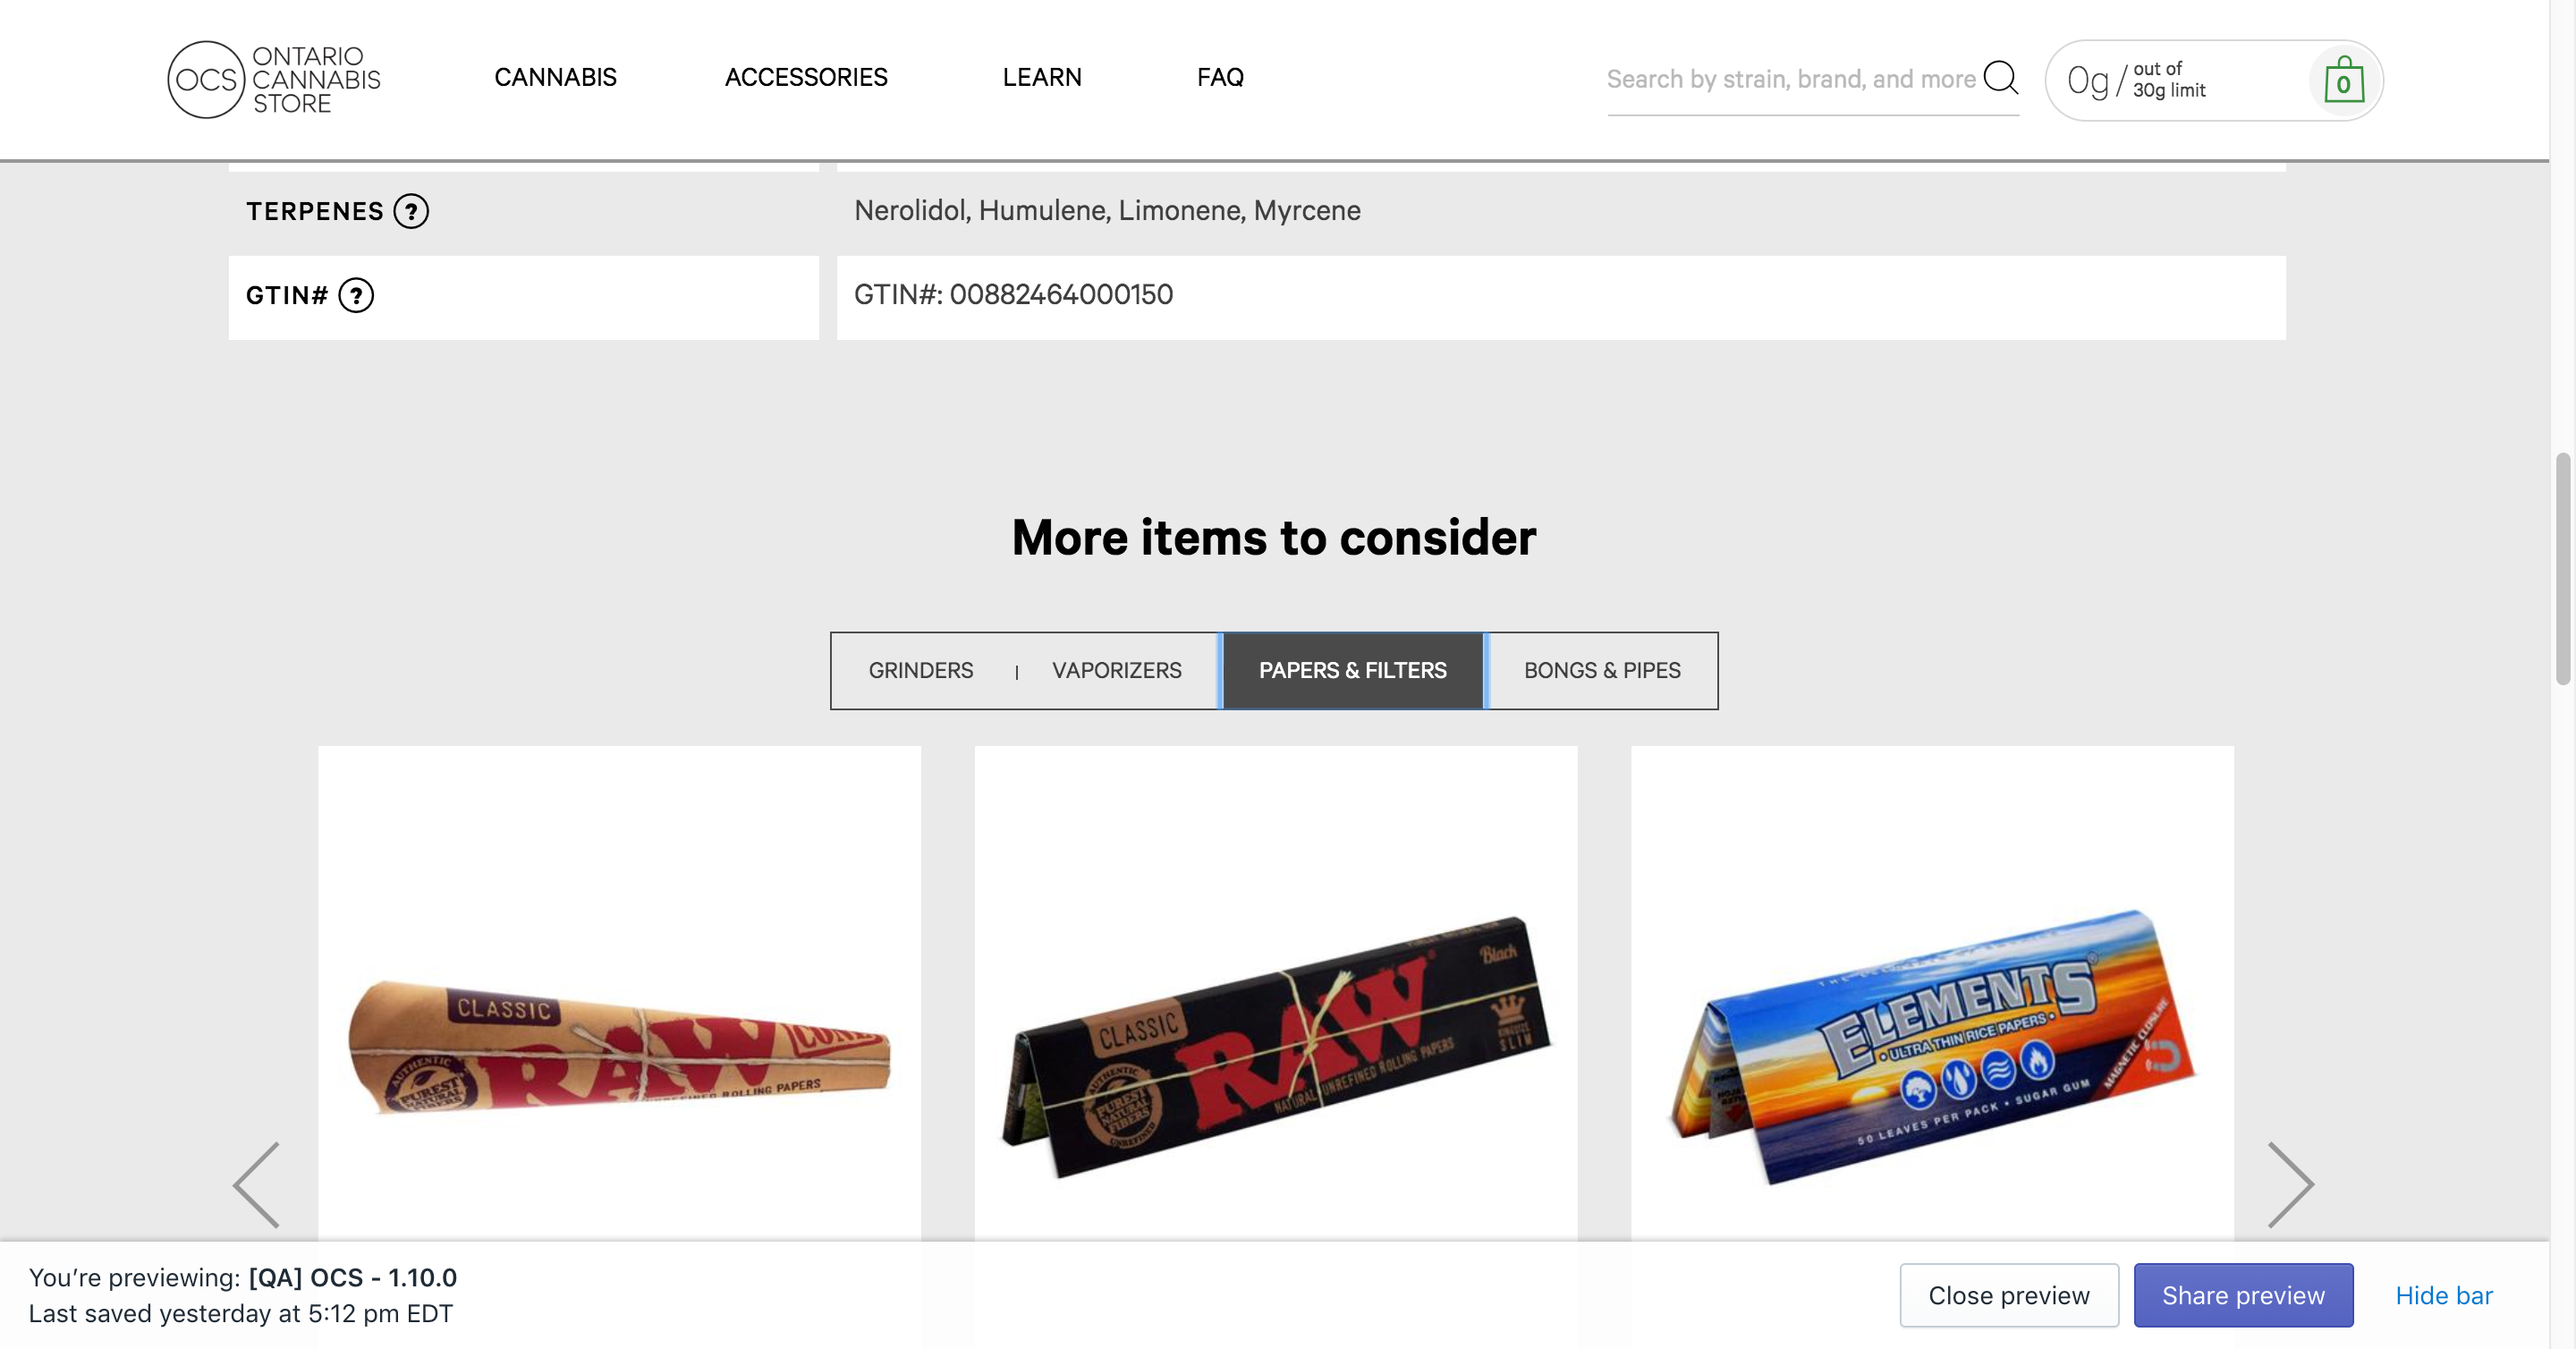 OCS
ONTARIO
CANNABIS
STORE
CANNABIS
ACCESSORIES
LEARN
FAQ
Search by strain, brand, and more
0g / out of
30g limit
0
TERPENES ?
Nerolidol, Humulene, Limonene, Myrcene
GTIN# ?
GTIN#: 00882464000150
More items to consider
GRINDERS
VAPORIZERS
PAPERS & FILTERS
BONGS & PIPES
CLASSIC
RAW
CONE
AUTHENTIC
PUREST
NATURAL
FIBERS
ROLLING PAPERS
Black
CLASSIC
RAW
AUTHENTIC
PUREST
NATURAL
FIBERS
UNREFINED
NATURAL UNREFINED ROLLING PAPERS
KINGSIZE
SLIM
ELEMENTS®
• ULTRA THIN RICE PAPERS •
MAGNETIC CLOSURE
50 LEAVES PER PACK • SUGAR GUM
You’re previewing: [QA] OCS - 1.10.0
Last saved yesterday at 5:12 pm EDT
Close preview
Share preview
Hide bar